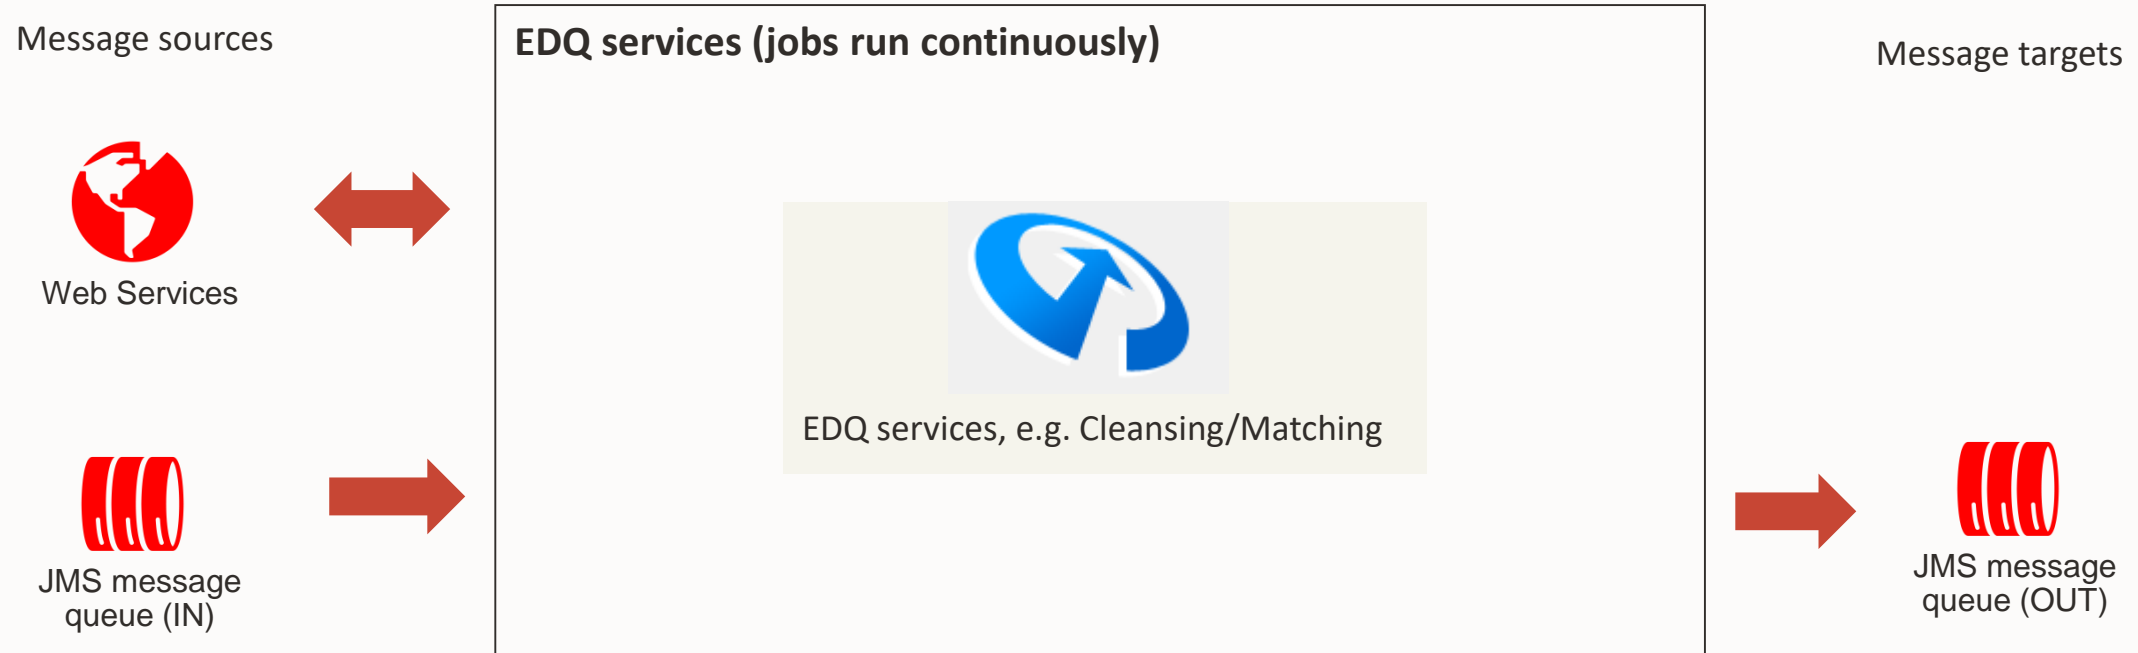 Message sources
EDQ services (jobs run continuously)
Message targets
Web Services
EDQ services, e.g. Cleansing/Matching
JMS message
queue (IN)
JMS message
queue (OUT)